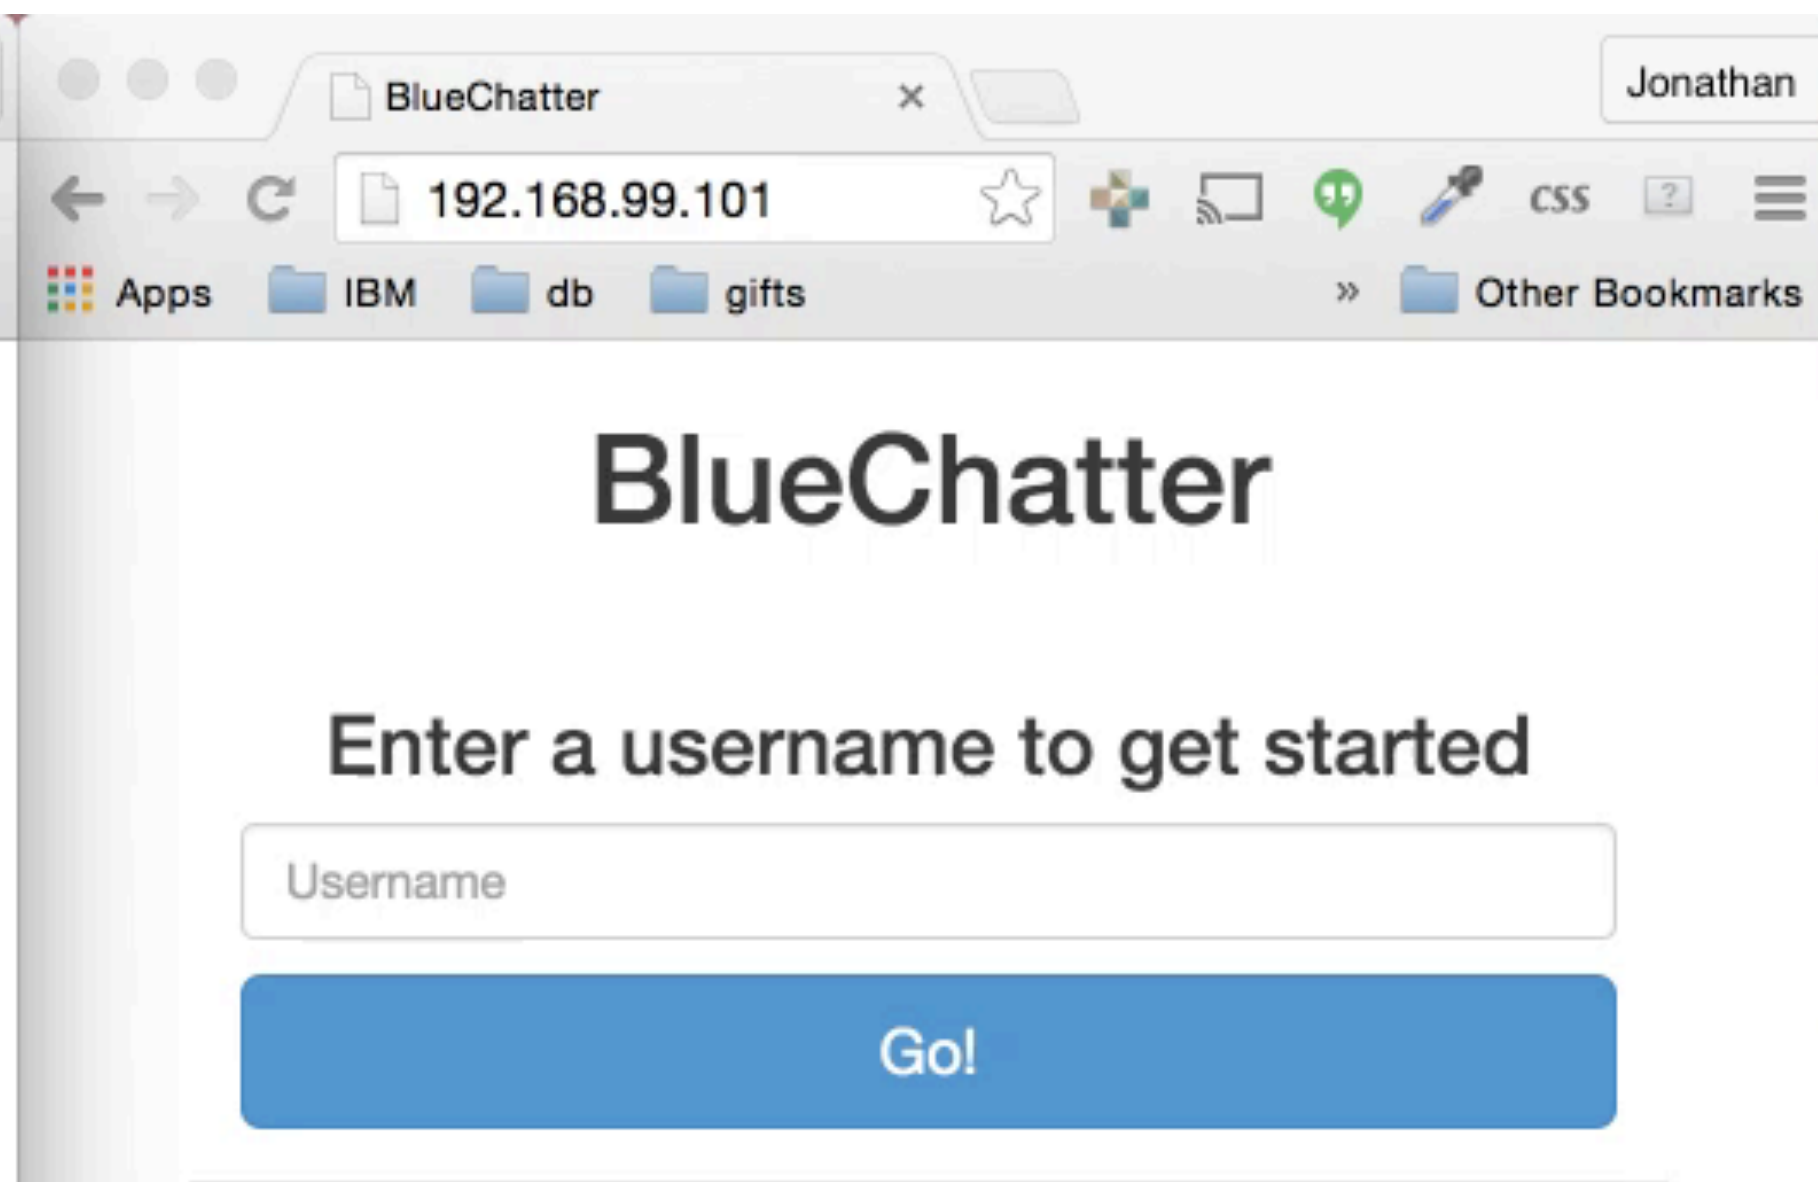 BlueChatter
Jonathan
192.168.99.101
css
?
Apps
IBM
db
gifts
»
Other Bookmarks
BlueChatter
Enter a username to get started
Username
Go!